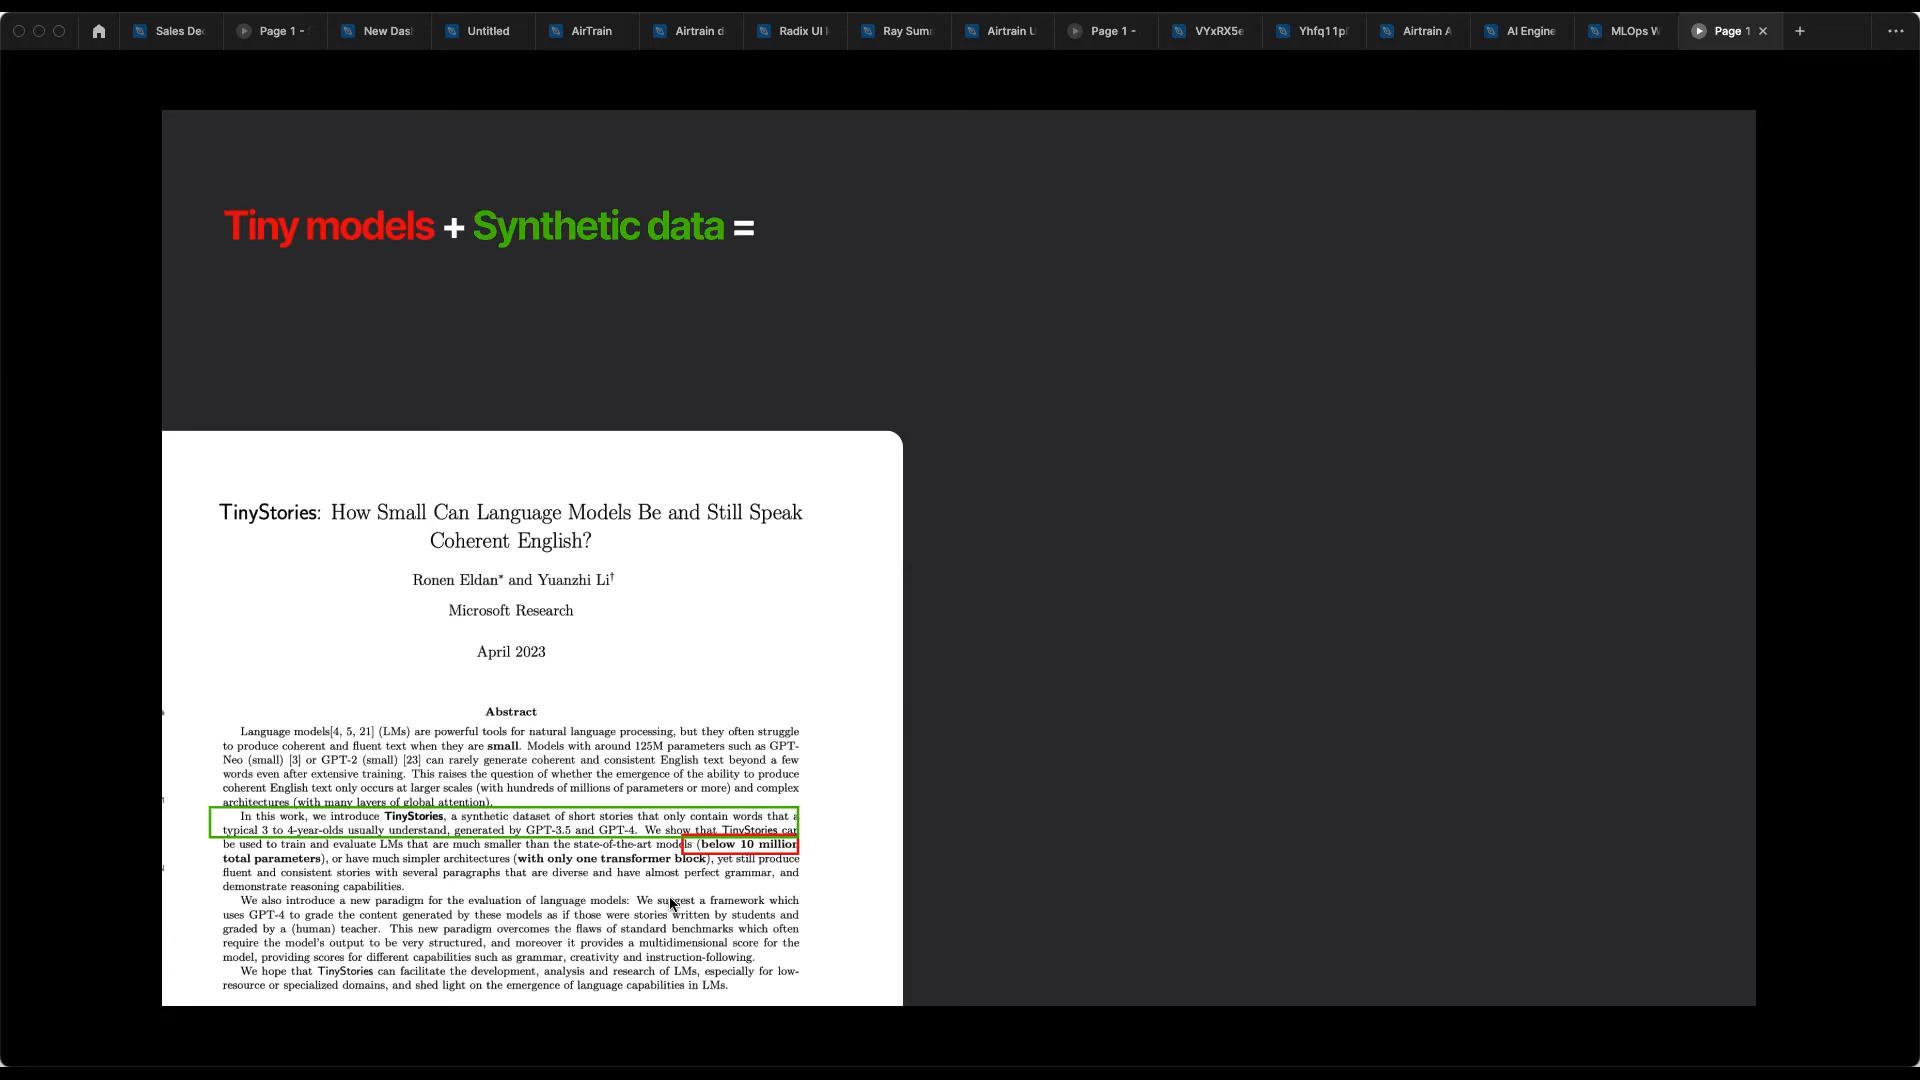 Sales De
Page 1 -
New Das
Untitled
AirTrain
Airtrain d
Radix UI
Ray Sum
Airtrain U
Page 1 -
VYxRX5e
Yhfq11p
Airtrain A
AI Engine
MLOps W
Page 1
Tiny models + Synthetic data =
TinyStories: How Small Can Language Models Be and Still Speak
Coherent English?
Ronen Eldan* and Yuanzhi Li†
Microsoft Research
April 2023
Abstract
Language models[4, 5, 21] (LMs) are powerful tools for natural language processing, but they often struggle
to produce coherent and fluent text when they are small. Models with around 125M parameters such as GPT-
Neo (small) [3] or GPT-2 (small) [23] can rarely generate coherent and consistent English text beyond a few
words even after extensive training. This raises the question of whether the emergence of the ability to produce
coherent English text only occurs at larger scales (with hundreds of millions of parameters or more) and complex
architectures (with many layers of global attention).
In this work, we introduce TinyStories, a synthetic dataset of short stories that only contain words that a
typical 3 to 4-year-olds usually understand, generated by GPT-3.5 and GPT-4. We show that TinyStories can
be used to train and evaluate LMs that are much smaller than the state-of-the-art models (below 10 million
total parameters), or have much simpler architectures (with only one transformer block), yet still produce
fluent and consistent stories with several paragraphs that are diverse and have almost perfect grammar, and
demonstrate reasoning capabilities.
We also introduce a new paradigm for the evaluation of language models: We suggest a framework which
uses GPT-4 to grade the content generated by these models as if those were stories written by students and
graded by a (human) teacher. This new paradigm overcomes the flaws of standard benchmarks which often
require the model's output to be very structured, and moreover it provides a multidimensional score for the
model, providing scores for different capabilities such as grammar, creativity and instruction-following.
We hope that TinyStories can facilitate the development, analysis and research of LMs, especially for low-
resource or specialized domains, and shed light on the emergence of language capabilities in LMs.